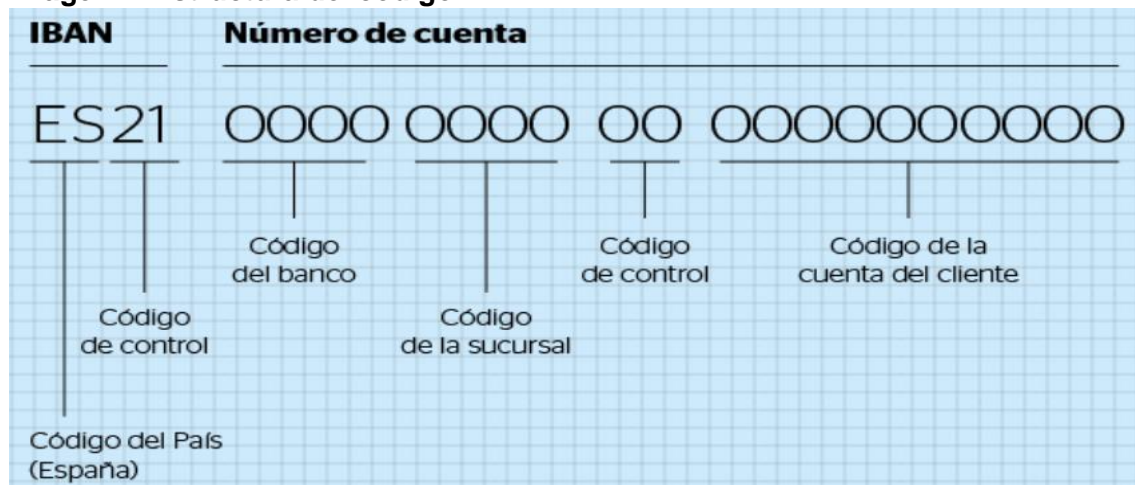 IBAN Número de cuenta
ES21 0000 0000 00 0000000000
Código
del banco
Código
de control
Código de la
cuenta del cliente
Código
de control
Código
de la sucursal
Código del País
(España)